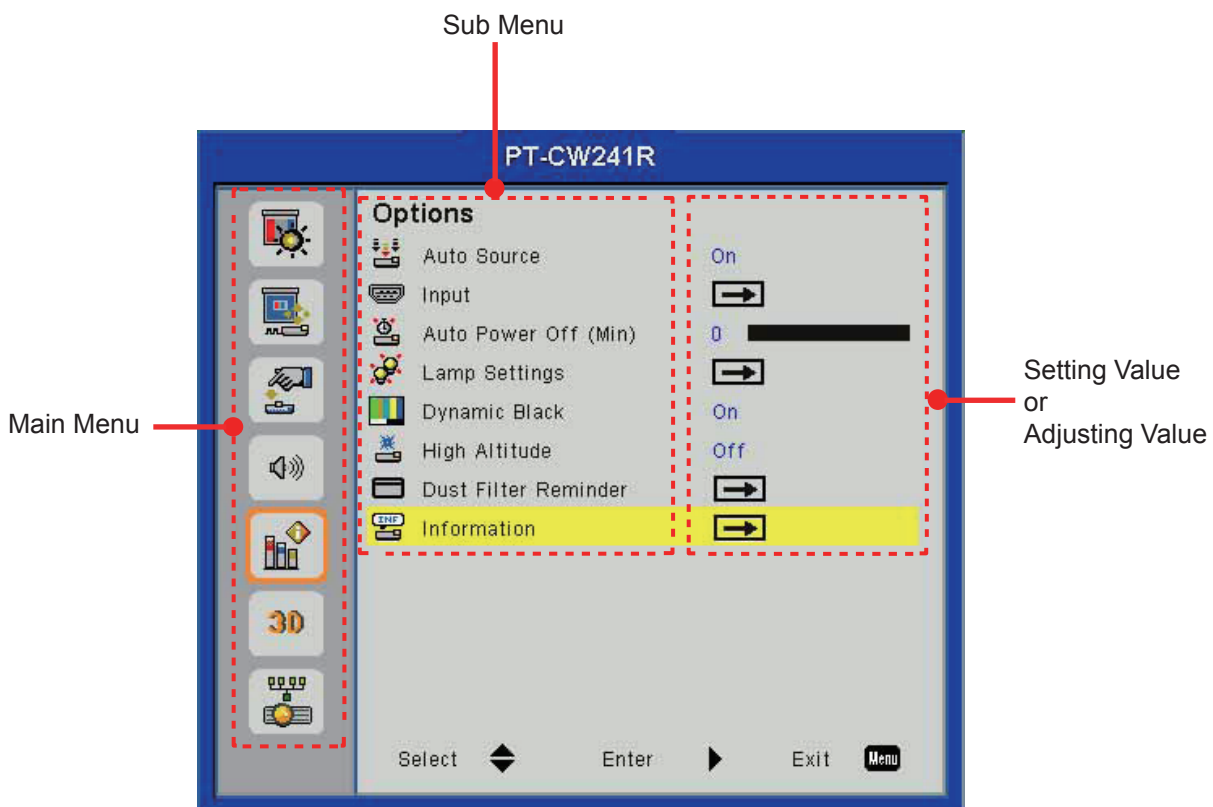 Sub Menu
PT-CW241R
Options
Auto Source On
Input
Auto Power Off (Min) 0
Lamp Settings
Dynamic Black On
High Altitude Off
Dust Filter Reminder
INF
Information
3D
Main Menu
Setting Value
or
Adjusting Value
Select Enter Exit Menu